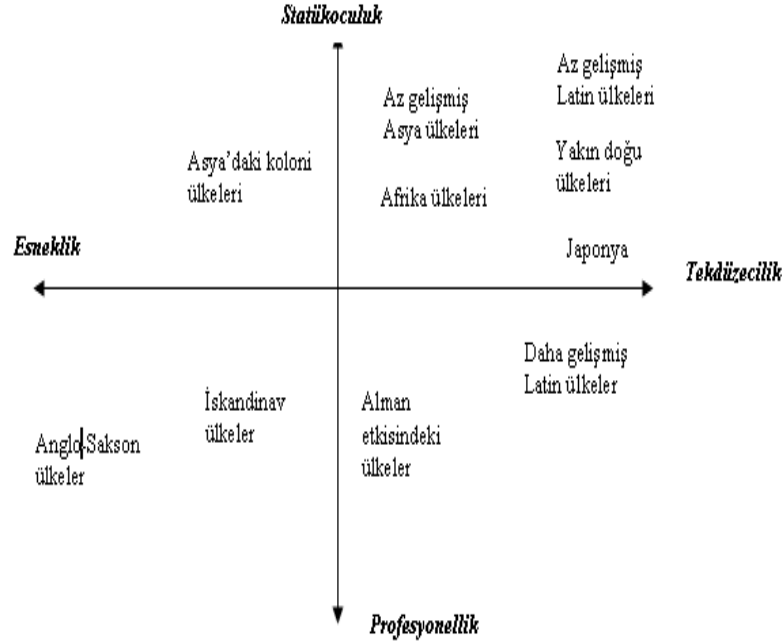 Statükoculuk
Az gelişmiş
Latin ülkeleri
Az gelişmiş
Asya ülkeleri
Yakın doğu
ülkeleri
Asya’daki koloni
ülkeleri
Afrika ülkeleri
Esneklik
Japonya
Tekdüzecilik
Daha gelişmiş
Latin ülkeler
İskandinav
ülkeler
Alman
etkisindeki
ülkeler
Anglo-Sakson
ülkeler
Profesyonellik